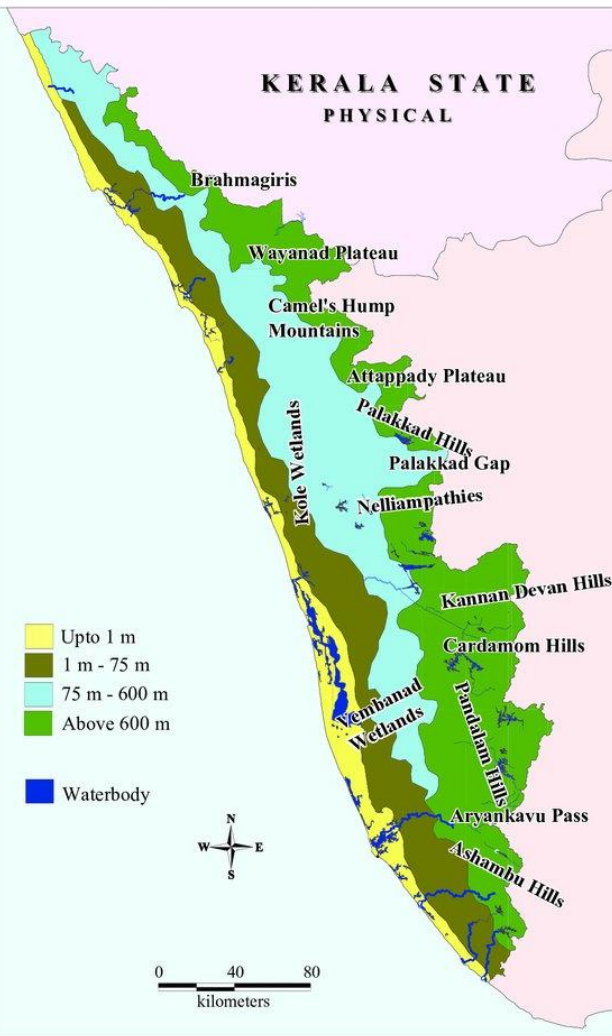 KERALA STATE
PHYSICAL
Brahmagiris
Wayanad Plateau
Camel's Hump
Mountains
Attappady Plateau
Palakkad Hills
Palakkad Gap
Kole Wetlands
Nelliampathies
Kannan Devan Hills
Cardamom Hills
Pandalam Hills
Vembanad
Wetlands
Aryankavu Pass
Ashambu Hills
Upto 1 m
1 m - 75 m
75 m - 600 m
Above 600 m
Waterbody
N
W E
S
0 40 80
kilometers